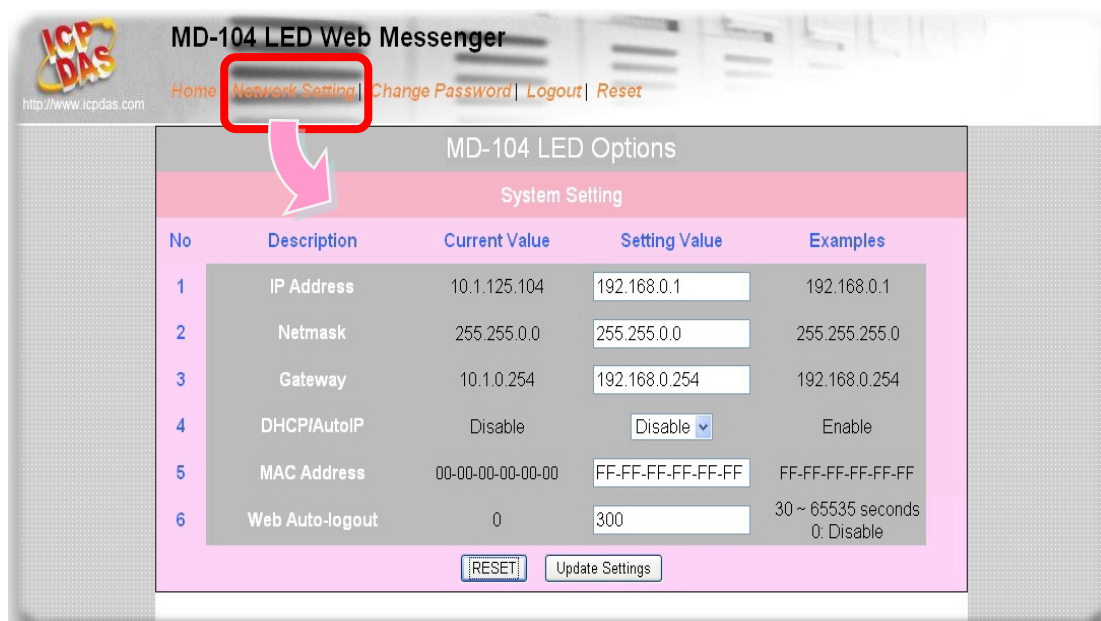 ICP
DAS
http://www.icpdas.com
MD-104 LED Web Messenger
Home | Network Setting | Change Password | Logout | Reset
MD-104 LED Options
System Setting
No Description Current Value Setting Value Examples
1 IP Address 10.1.125.104 192.168.0.1 192.168.0.1
2 Netmask 255.255.0.0 255.255.0.0 255.255.255.0
3 Gateway 10.1.0.254 192.168.0.254 192.168.0.254
4 DHCP/AutoIP Disable Disable Enable
5 MAC Address 00-00-00-00-00-00 FF-FF-FF-FF-FF-FF FF-FF-FF-FF-FF-FF
6 Web Auto-logout 0 300 30 ~ 65535 seconds
0: Disable
RESET Update Settings